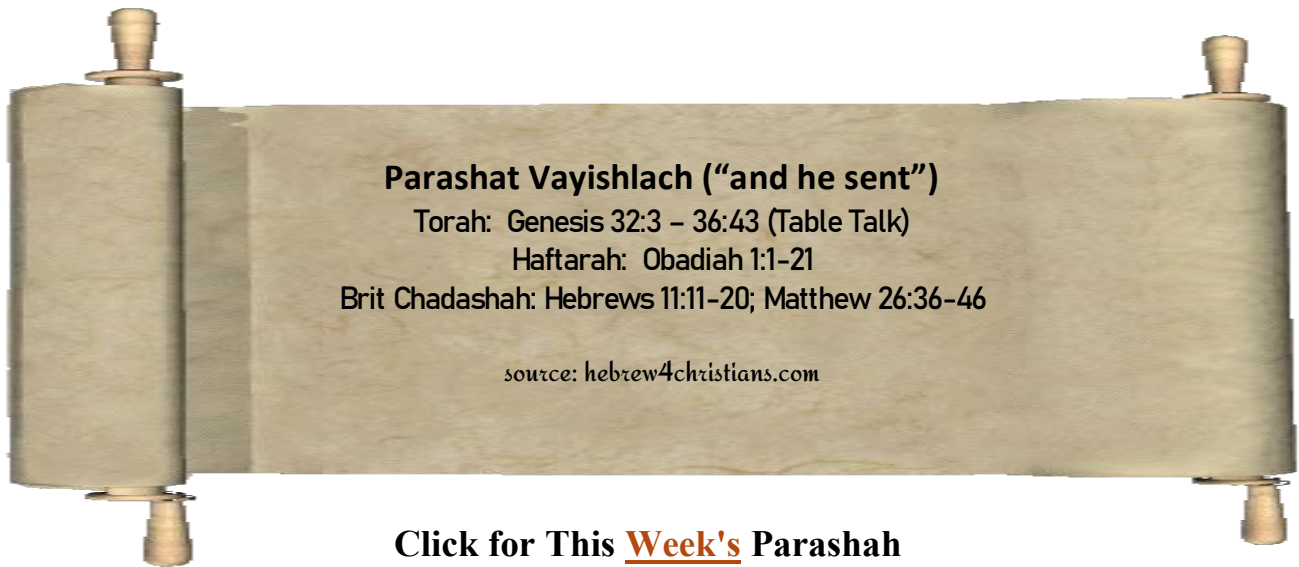 Parashat Vayishlach (“and he sent”)
Torah:  Genesis 32:3 – 36:43 (Table Talk)
Haftarah:  Obadiah 1:1-21
Brit Chadashah: Hebrews 11:11-20; Matthew 26:36-46
source: hebrew4christians.com
Click for This Week's Parashah